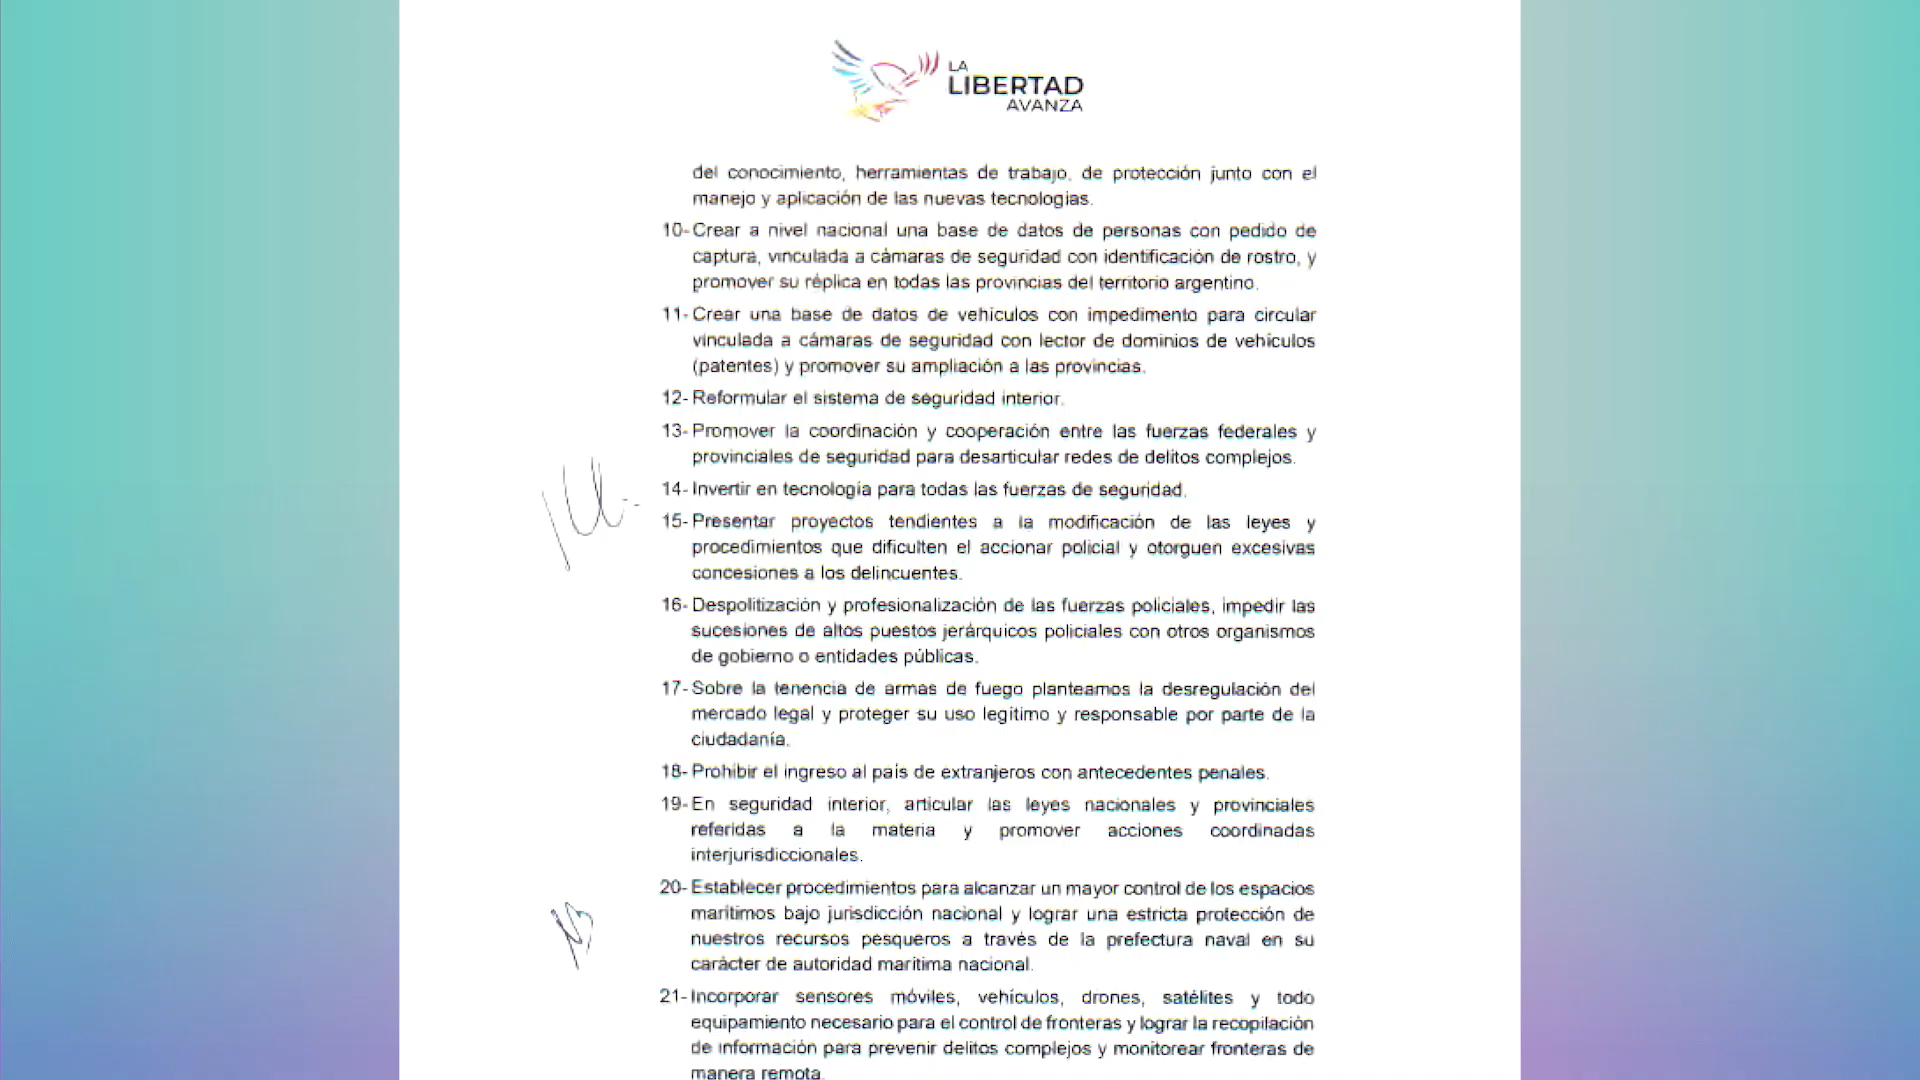 LA
LIBERTAD
AVANZA
del conocimiento, herramientas de trabajo, de protección junto con el
manejo y aplicación de las nuevas tecnologías.
10- Crear a nivel nacional una base de datos de personas con pedido de
captura, vinculada a cámaras de seguridad con identificación de rostro, y
promover su réplica en todas las provincias del territorio argentino.
11- Crear una base de datos de vehículos con impedimento para circular
vinculada a cámaras de seguridad con lector de dominios de vehículos
(patentes) y promover su ampliación a las provincias.
12- Reformular el sistema de seguridad interior.
13- Promover la coordinación y cooperación entre las fuerzas federales y
provinciales de seguridad para desarticular redes de delitos complejos.
14- Invertir en tecnología para todas las fuerzas de seguridad.
15- Presentar proyectos tendientes a la modificación de las leyes y
procedimientos que dificulten el accionar policial y otorguen excesivas
concesiones a los delincuentes.
16- Despolitización y profesionalización de las fuerzas policiales, impedir las
sucesiones de altos puestos jerárquicos policiales con otros organismos
de gobierno o entidades públicas.
17- Sobre la tenencia de armas de fuego planteamos la desregulación del
mercado legal y proteger su uso legítimo y responsable por parte de la
ciudadanía.
18- Prohibir el ingreso al país de extranjeros con antecedentes penales.
19- En seguridad interior, articular las leyes nacionales y provinciales
referidas a la materia y promover acciones coordinadas
interjurisdiccionales.
20- Establecer procedimientos para alcanzar un mayor control de los espacios
marítimos bajo jurisdicción nacional y lograr una estricta protección de
nuestros recursos pesqueros a través de la prefectura naval en su
carácter de autoridad marítima nacional.
21- Incorporar sensores móviles, vehículos, drones, satélites y todo
equipamiento necesario para el control de fronteras y lograr la recopilación
de información para prevenir delitos complejos y monitorear fronteras de
manera remota.